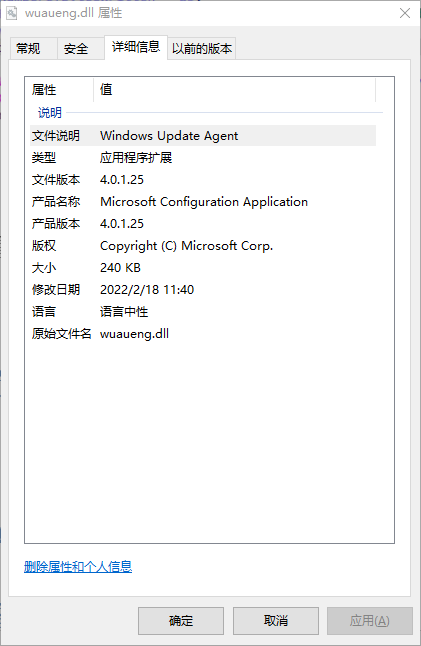 wuaueng.dll 属性
常规 安全 详细信息 以前的版本
属性 值
说明
文件说明 Windows Update Agent
类型 应用程序扩展
文件版本 4.0.1.25
产品名称 Microsoft Configuration Application
产品版本 4.0.1.25
版权 Copyright (C) Microsoft Corp.
大小 240 KB
修改日期 2022/2/18 11:40
语言 语言中性
原始文件名 wuaueng.dll
删除属性和个人信息
确定 取消 应用(A)